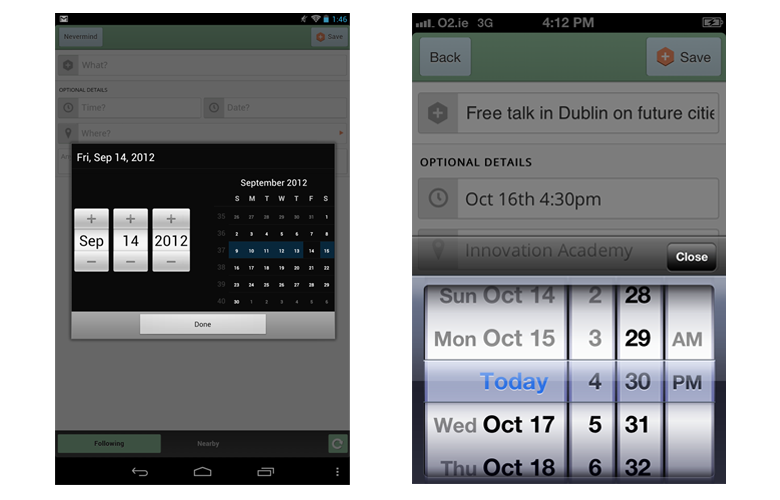 1:46
Nevermind
Save
What?
OPTIONAL DETAILS
Time?
Date?
Where?
Fri, Sep 14, 2012
September 2012
S M T W T F S
35 26 27 28 29 30 31 1
36 2 3 4 5 6 7 8
37 9 10 11 12 13 14 15
38 16 17 18 19 20 21 22
39 23 24 25 26 27 28 29
40 30 1 2 3 4 5 6
+ + +
Sep 14 2012
− − −
Done
Following
Nearby
O2.ie 3G 4:12 PM
Back
Save
Free talk in Dublin on future citie
OPTIONAL DETAILS
Oct 16th 4:30pm
Innovation Academy
Close
Sun Oct 14 2 28
Mon Oct 15 3 29 AM
Today 4 30 PM
Wed Oct 17 5 31
Thu Oct 18 6 32